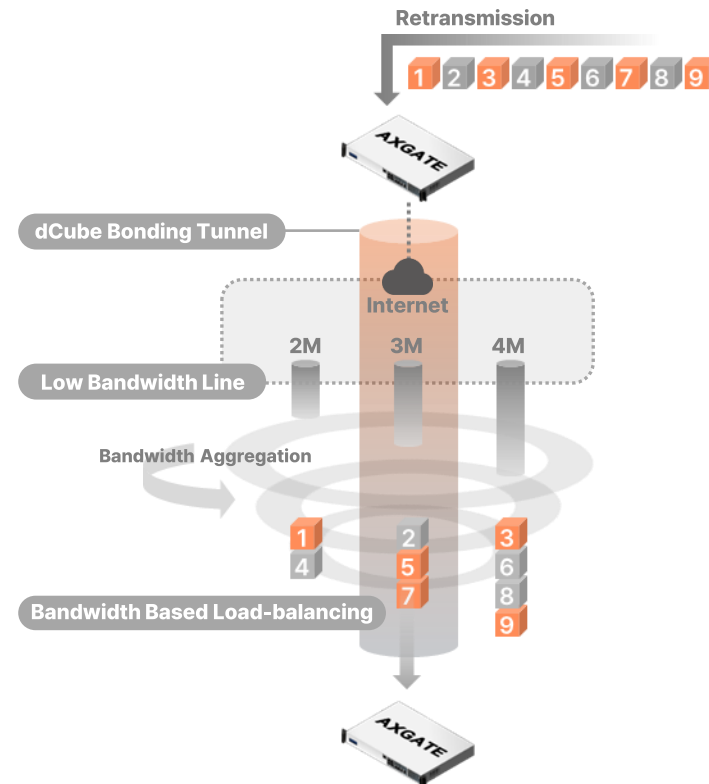 Retransmission
1 2 3 4 5 6 7 8 9
AXGATE
dCube Bonding Tunnel
Internet
2M 3M 4M
Low Bandwidth Line
Bandwidth Aggregation
1 2 3
4 5 6
7 8
9
Bandwidth Based Load-balancing
AXGATE